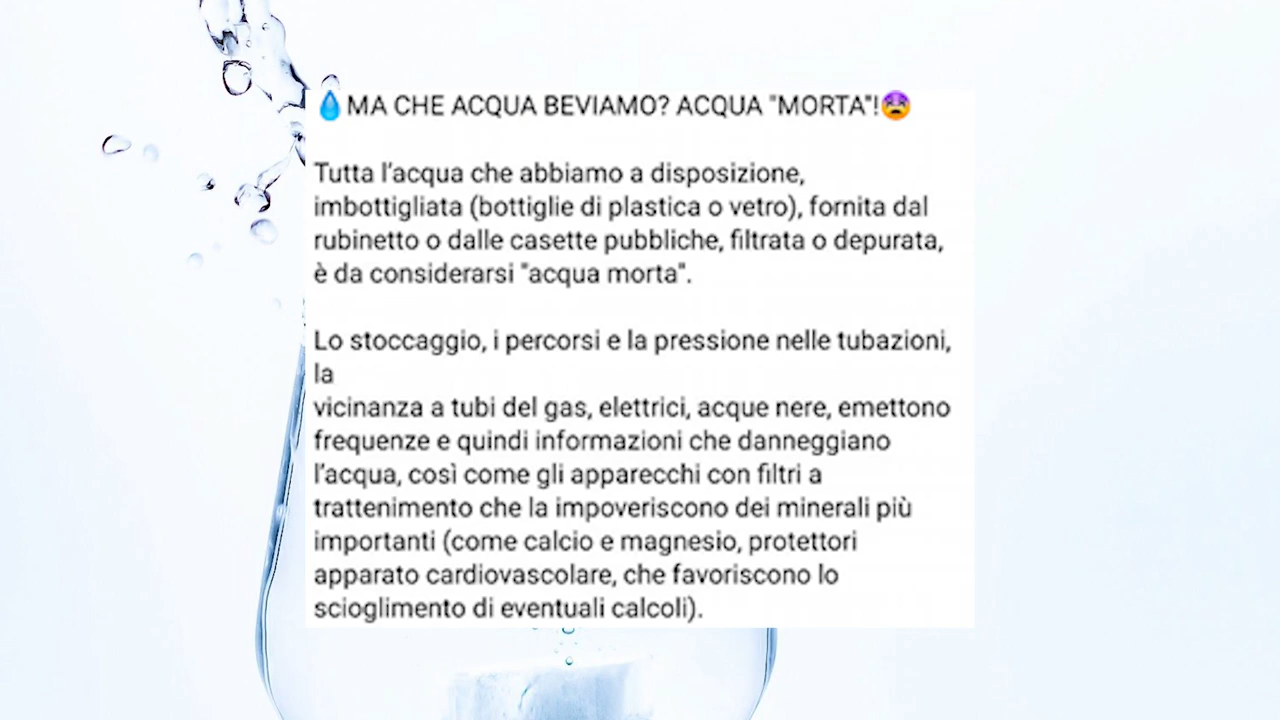 💧MA CHE ACQUA BEVIAMO? ACQUA "MORTA"!😨
Tutta l'acqua che abbiamo a disposizione,
imbottigliata (bottiglie di plastica o vetro), fornita dal
rubinetto o dalle casette pubbliche, filtrata o depurata,
è da considerarsi "acqua morta".
Lo stoccaggio, i percorsi e la pressione nelle tubazioni,
la
vicinanza a tubi del gas, elettrici, acque nere, emettono
frequenze e quindi informazioni che danneggiano
l'acqua, così come gli apparecchi con filtri a
trattenimento che la impoveriscono dei minerali più
importanti (come calcio e magnesio, protettori
apparato cardiovascolare, che favoriscono lo
scioglimento di eventuali calcoli).